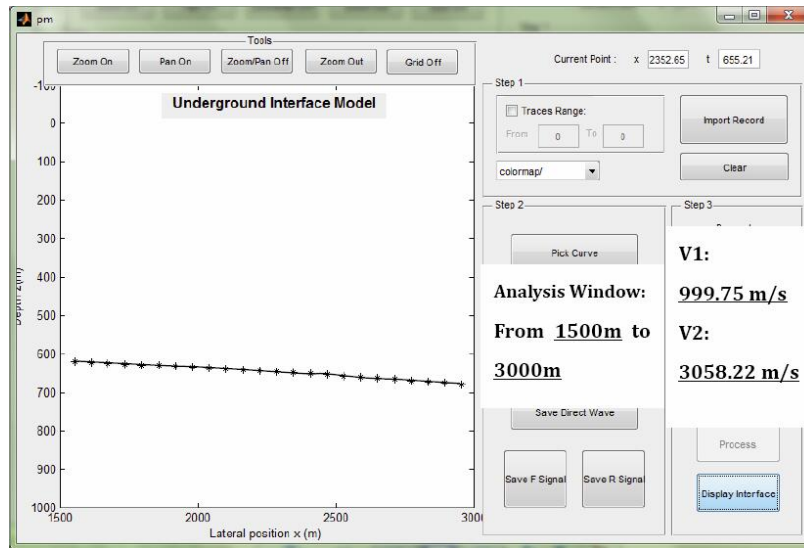 pm
Tools
Zoom On
Pan On
Zoom/Pan Off
Zoom Out
Grid Off
Current Point :
x
2352.65
t
655.21
Underground Interface Model
-100
0
100
200
300
400
500
600
700
800
900
1000
1500
2000
2500
3000
Lateral position x (m)
Depth Z(m)
Step 1
Traces Range:
From
0
To
0
colormap/
Import Record
Clear
Step 2
Pick Curve
Analysis Window:
From 1500m to
3000m
Save Direct Wave
Save F Signal
Save R Signal
Step 3
V1:
999.75 m/s
V2:
3058.22 m/s
Process
Display Interface